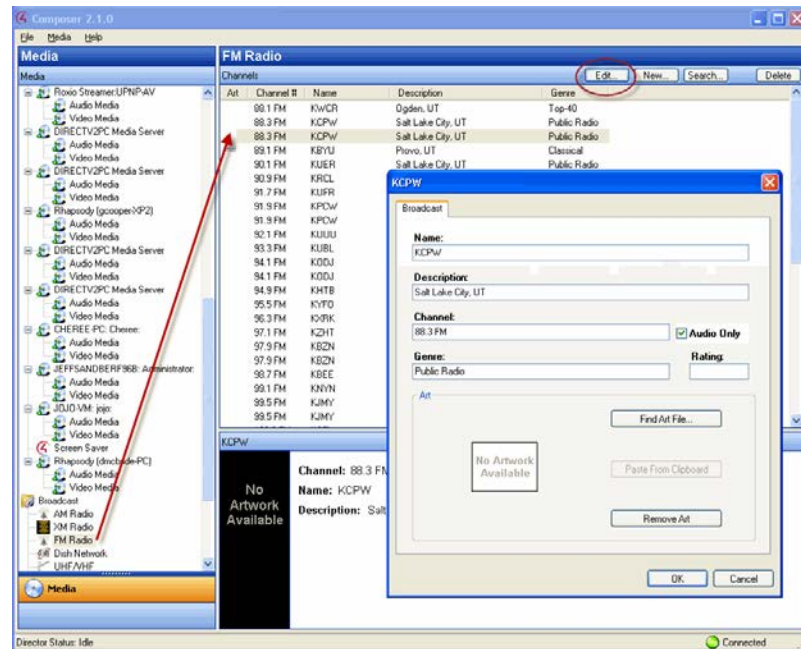 Composer 2.1.0
File Media Help
Media
FM Radio
Media
Channels
Edit... New... Search... Delete
Art Channel # Name Description Genre
Roxio Streamer:UPNP-AV
Audio Media
Video Media
DIRECTV2PC Media Server
Audio Media
Video Media
DIRECTV2PC Media Server
Audio Media
Video Media
Rhapsody (gcooper-XP2)
Audio Media
Video Media
DIRECTV2PC Media Server
Audio Media
Video Media
DIRECTV2PC Media Server
Audio Media
Video Media
CHEREE-PC: Cheree:
Audio Media
Video Media
JEFFSANDBERF968: Administrator:
Audio Media
Video Media
JOJO-VM: jojo:
Audio Media
Video Media
Screen Saver
Rhapsody (dmcbride-PC)
Audio Media
Video Media
Broadcast
AM Radio
XM Radio
FM Radio
Dish Network
UHF/VHF
Media
KWCR Ogden, UT Top-40
88.3 FM KCPW Salt Lake City, UT Public Radio
88.3 FM KCPW Salt Lake City, UT Public Radio
89.1 FM KBYU Provo, UT Classical
90.1 FM KUER Salt Lake City, UT Public Radio
90.9 FM KRCL
91.7 FM KUFR
91.9 FM KPCW
91.9 FM KPCW
92.1 FM KUUU
93.3 FM KUBL
94.1 FM KODJ
94.1 FM KODJ
94.9 FM KHTB
95.5 FM KYFO
96.3 FM KXRK
97.1 FM KZHT
97.9 FM KBZN
97.9 FM KBZN
98.7 FM KBEE
99.1 FM KNYN
99.5 FM KJMY
99.5 FM KJMY
KCPW
No Artwork Available
Channel: 88.3 FM
Name: KCPW
Description: Salt
KCPW
Broadcast
Name:
KCPW
Description:
Salt Lake City, UT
Channel:
88.3 FM
Audio Only
Genre: Rating:
Public Radio
Art
No Artwork
Available
Find Art File...
Paste From Clipboard
Remove Art
OK Cancel
Director Status: Idle
Connected